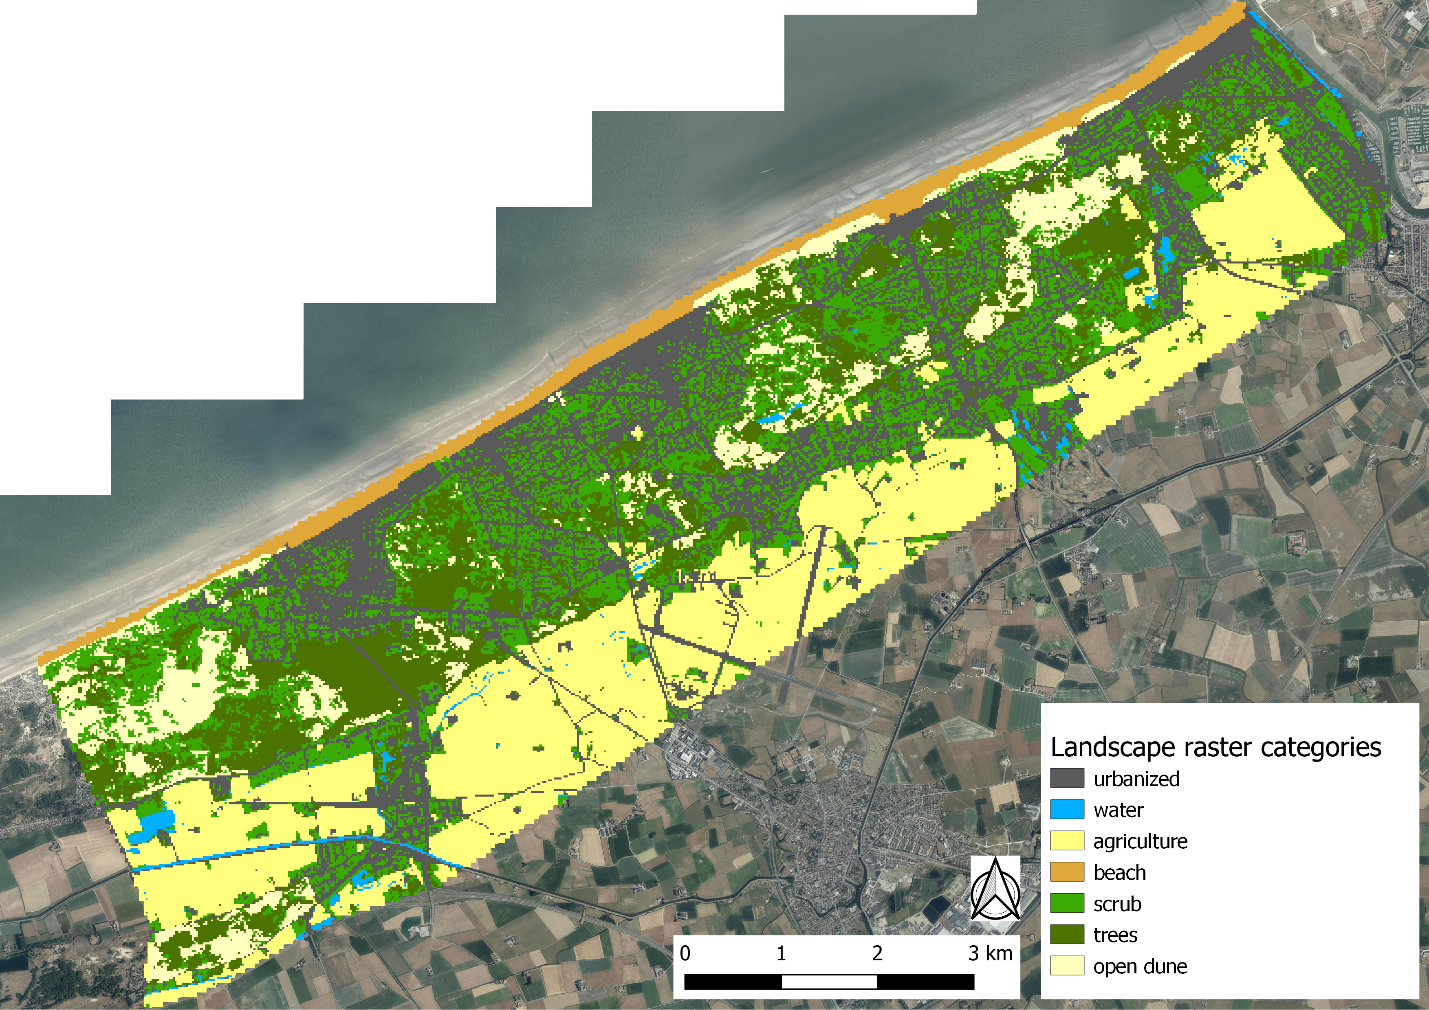 Landscape raster categories
urbanized
water
agriculture
beach
scrub
trees
open dune
0 1 2 3 km